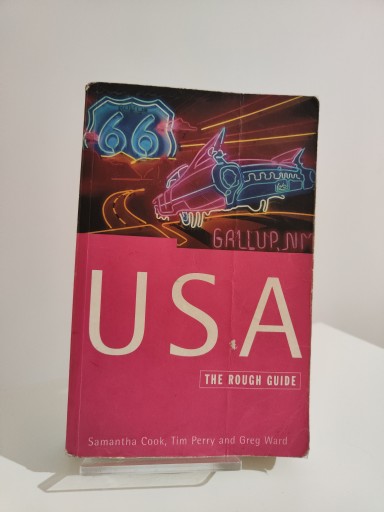 66
GALLUP, NM
USA
THE ROUGH GUIDE
Samantha Cook, Tim Perry and Greg Ward